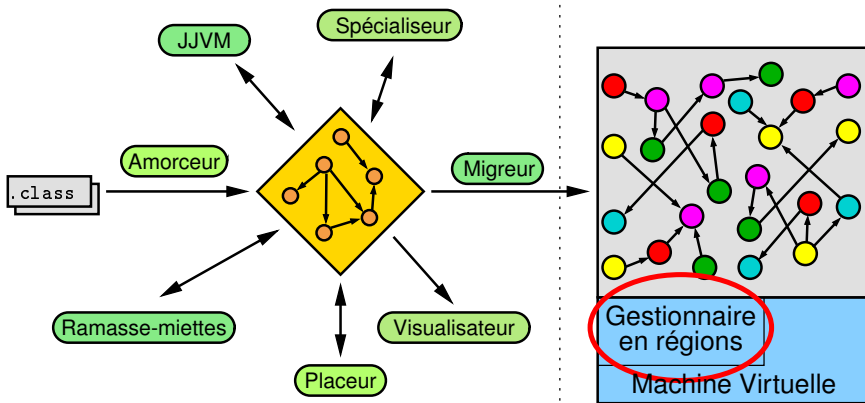 JJVM
Spécialiseur
Amorceur
.class
Migreur
Ramasse-miettes
Visualisateur
Placeur
Gestionnaire
en régions
Machine Virtuelle